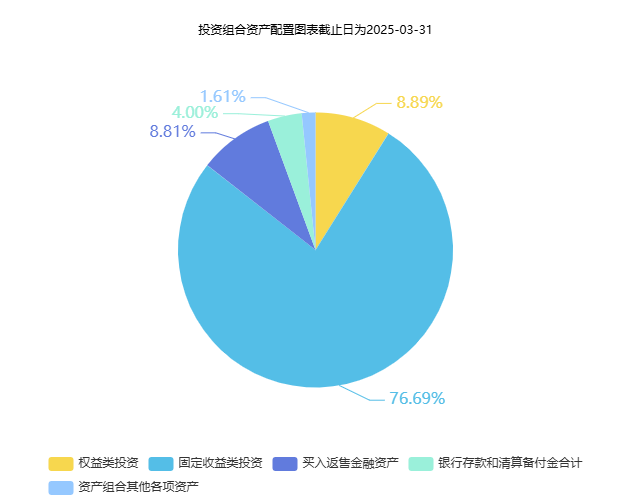 投资组合资产配置图表截止日为2025-03-31
1.61%
8.89%
4.00%
8.81%
76.69%
权益类投资 固定收益类投资 买入返售金融资产 银行存款和清算备付金合计
资产组合其他各项资产